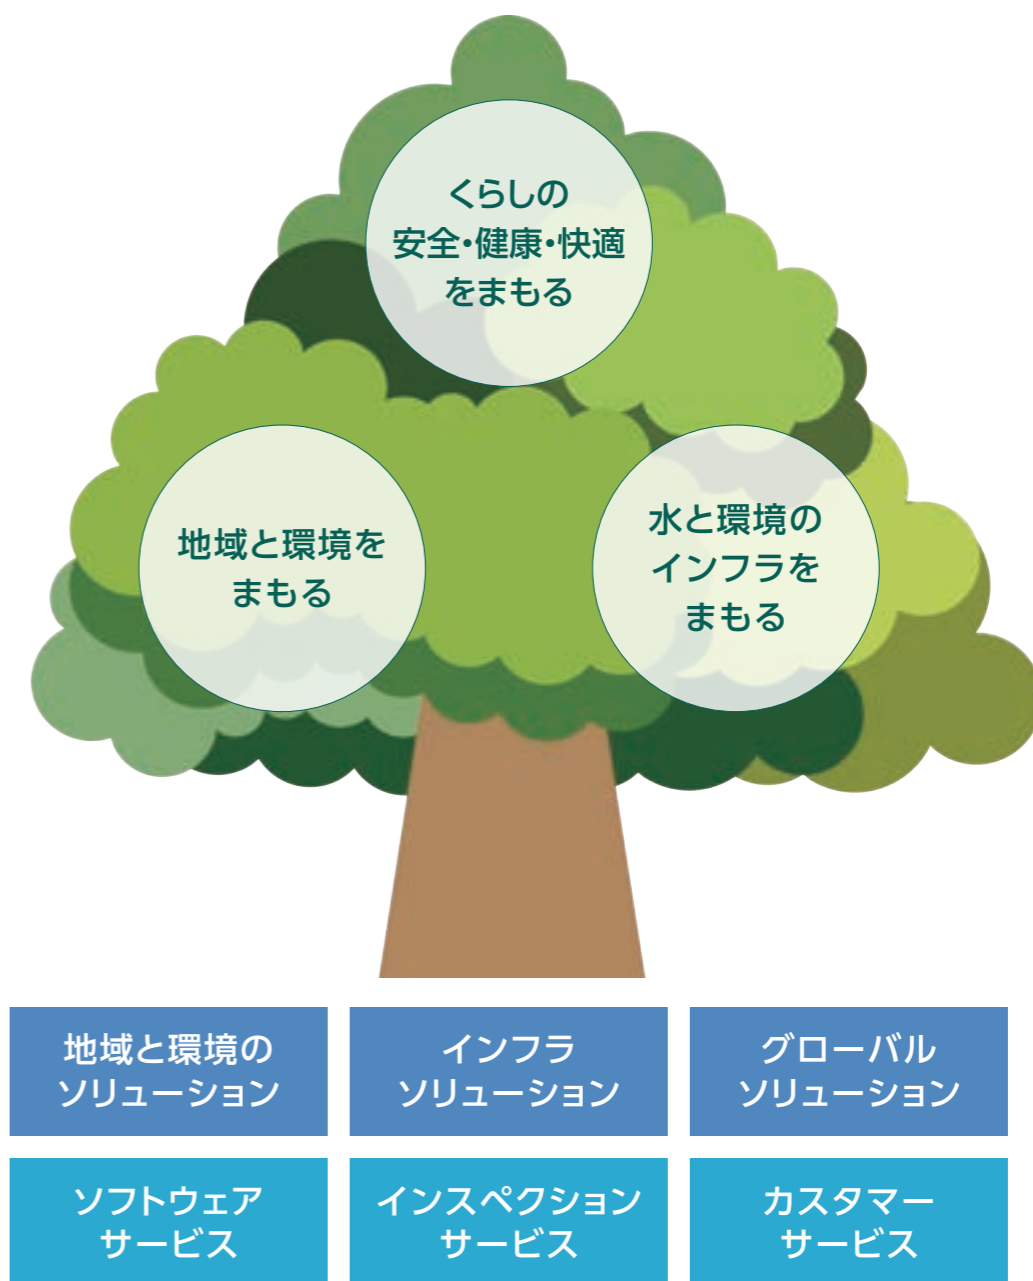 くらしの
安全・健康・快適
をまもる
地域と環境を
まもる
水と環境の
インフラを
まもる
地域と環境の
ソリューション
インフラ
ソリューション
グローバル
ソリューション
ソフトウェア
サービス
インスペクション
サービス
カスタマー
サービス